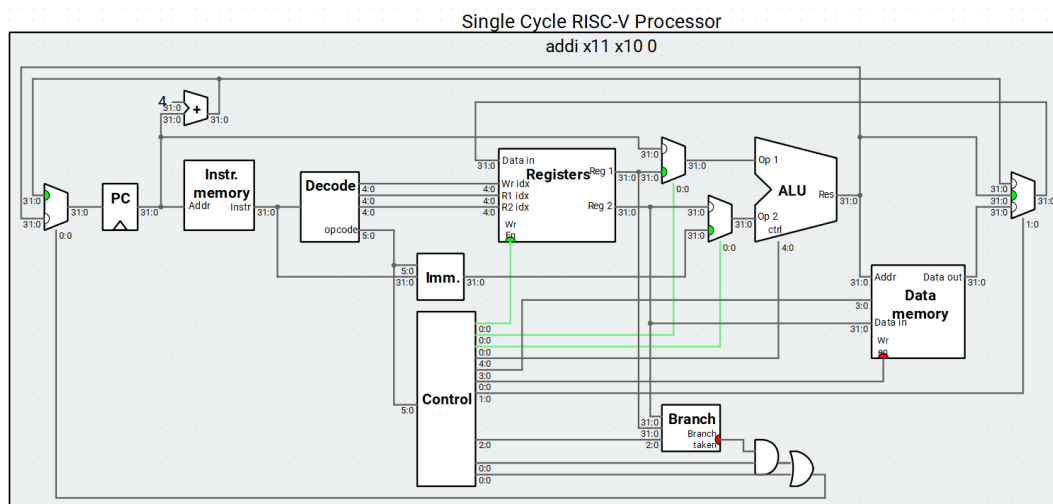 Single Cycle RISC-V Processor
addi x11 x10 0
4
31:0
31:0
+
31:0
31:0
31:0
0:0
31:0
PC
31:0
Instr.
memory
Addr
Instr
31:0
Decode
4:0
4:0
4:0
opcode
5:0
31:0
Data in
Registers
Reg 1
31:0
4:0
Wr idx
4:0
R1 idx
4:0
R2 idx
Reg 2
31:0
Wr
En
31:0
31:0
31:0
0:0
31:0
31:0
31:0
0:0
Op 1
ALU
Res
31:0
Op 2
ctrl
4:0
31:0
31:0
31:0
31:0
1:0
5:0
31:0
Imm.
31:0
31:0
Addr
Data out
31:0
Data
memory
3:0
31:0
Data in
Wr
en
5:0
Control
0:0
0:0
0:0
4:0
3:0
0:0
1:0
2:0
0:0
0:0
31:0
31:0
2:0
Branch
Branch
taken